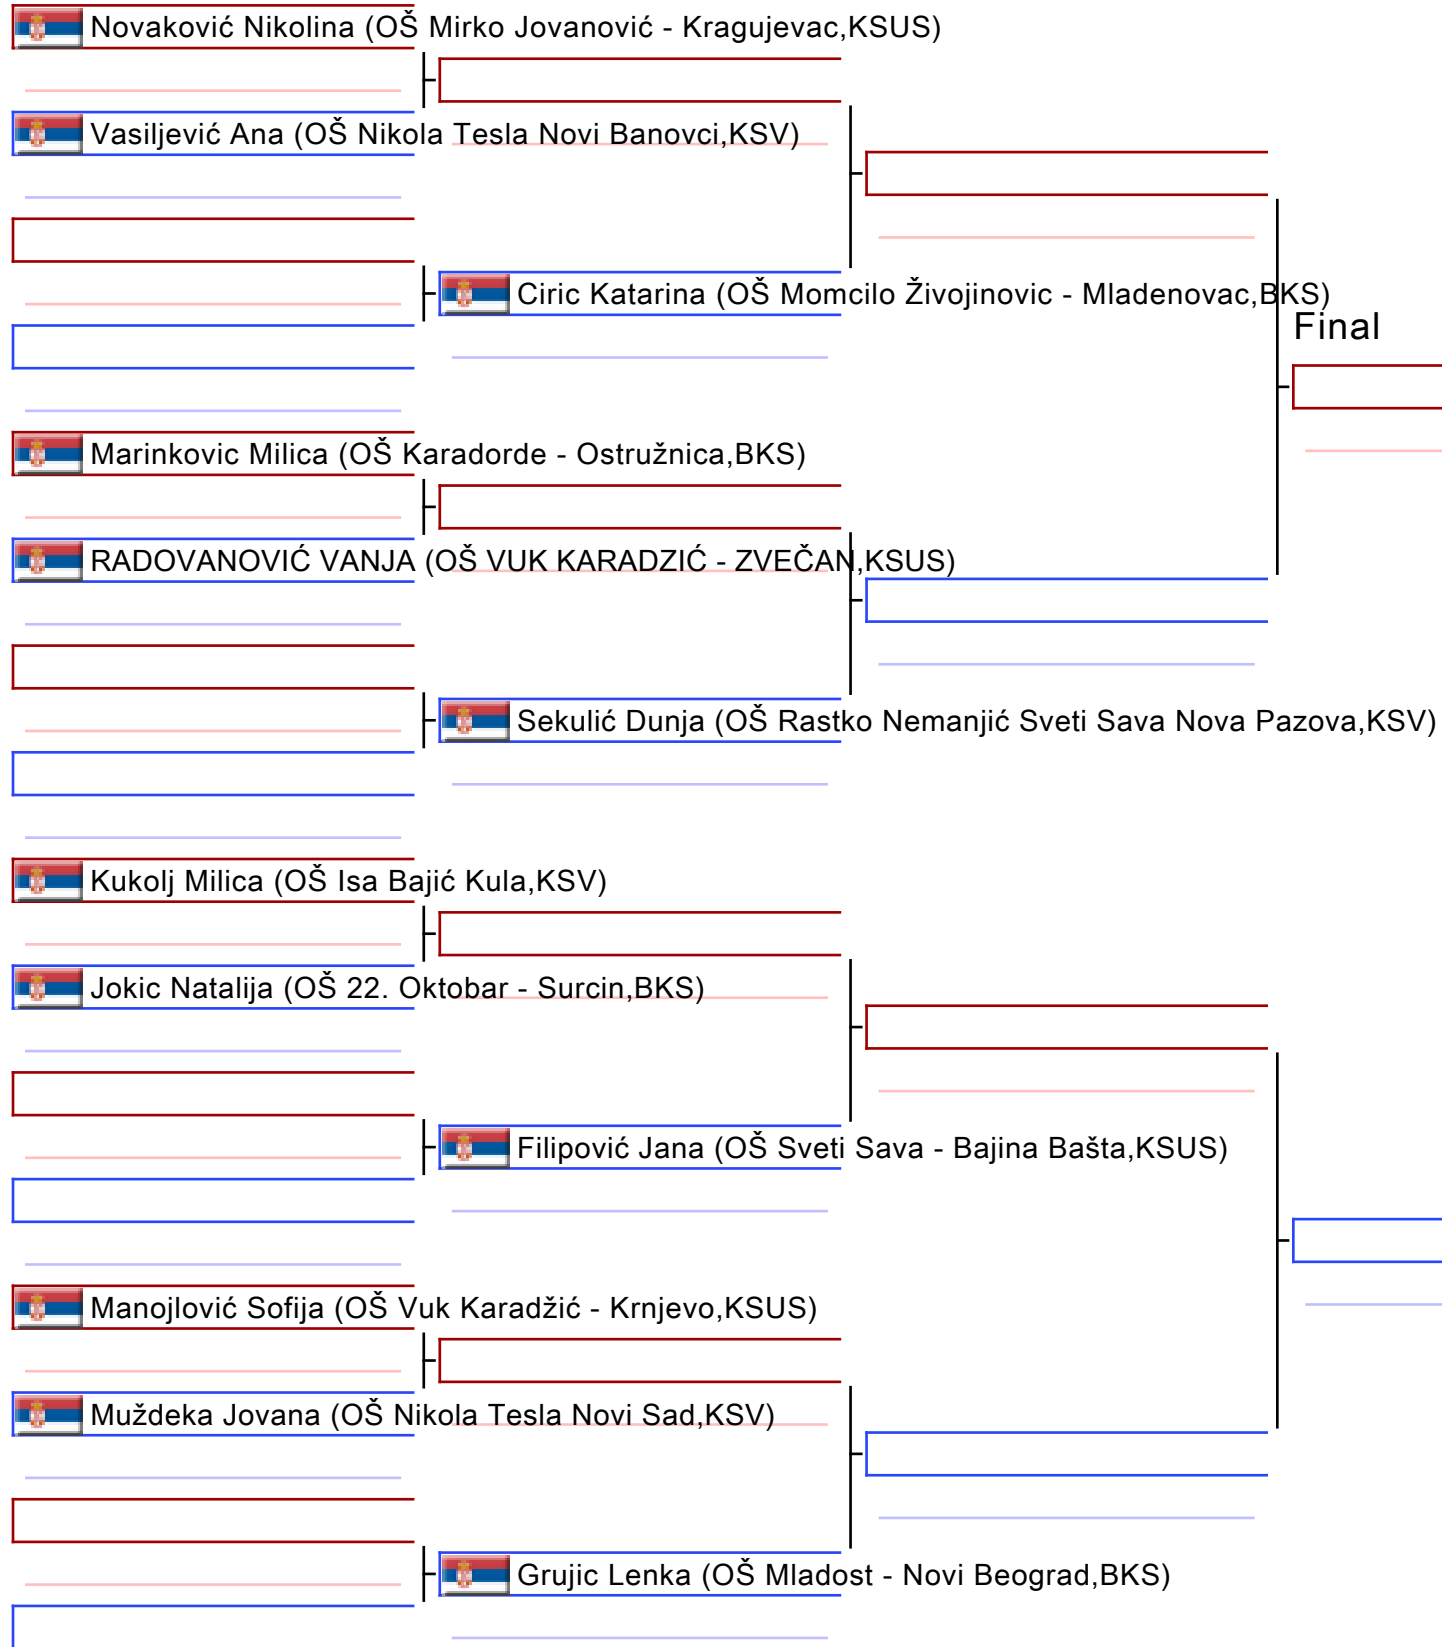 Novaković Nikolina (OŠ Mirko Jovanović - Kragujevac,KSUS)
Vasiljević Ana (OŠ Nikola Tesla Novi Banovci,KSV)
Ciric Katarina (OŠ Momcilo Živojinovic - Mladenovac,BKS)
Final
Marinkovic Milica (OŠ Karadorde - Ostružnica,BKS)
RADOVANOVIĆ VANJA (OŠ VUK KARADZIĆ - ZVEČAN,KSUS)
Sekulić Dunja (OŠ Rastko Nemanjić Sveti Sava Nova Pazova,KSV)
Kukolj Milica (OŠ Isa Bajić Kula,KSV)
Jokic Natalija (OŠ 22. Oktobar - Surcin,BKS)
Filipović Jana (OŠ Sveti Sava - Bajina Bašta,KSUS)
Manojlović Sofija (OŠ Vuk Karadžić - Krnjevo,KSUS)
Muždeka Jovana (OŠ Nikola Tesla Novi Sad,KSV)
Grujic Lenka (OŠ Mladost - Novi Beograd,BKS)